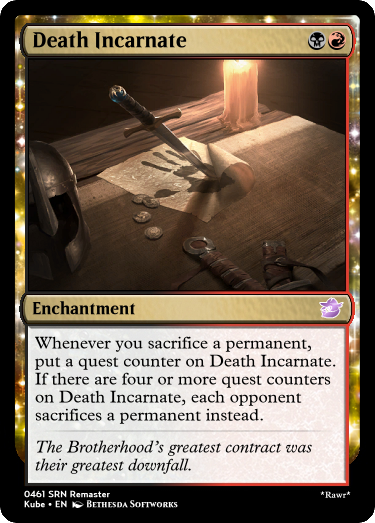 Death Incarnate
Enchantment
Whenever you sacrifice a permanent,
put a quest counter on Death Incarnate.
If there are four or more quest counters
on Death Incarnate, each opponent
sacrifices a permanent instead.
The Brotherhood's greatest contract was
their greatest downfall.
0461 SRN Remaster
Kube • EN Bethesda Softworks
*Rawr*